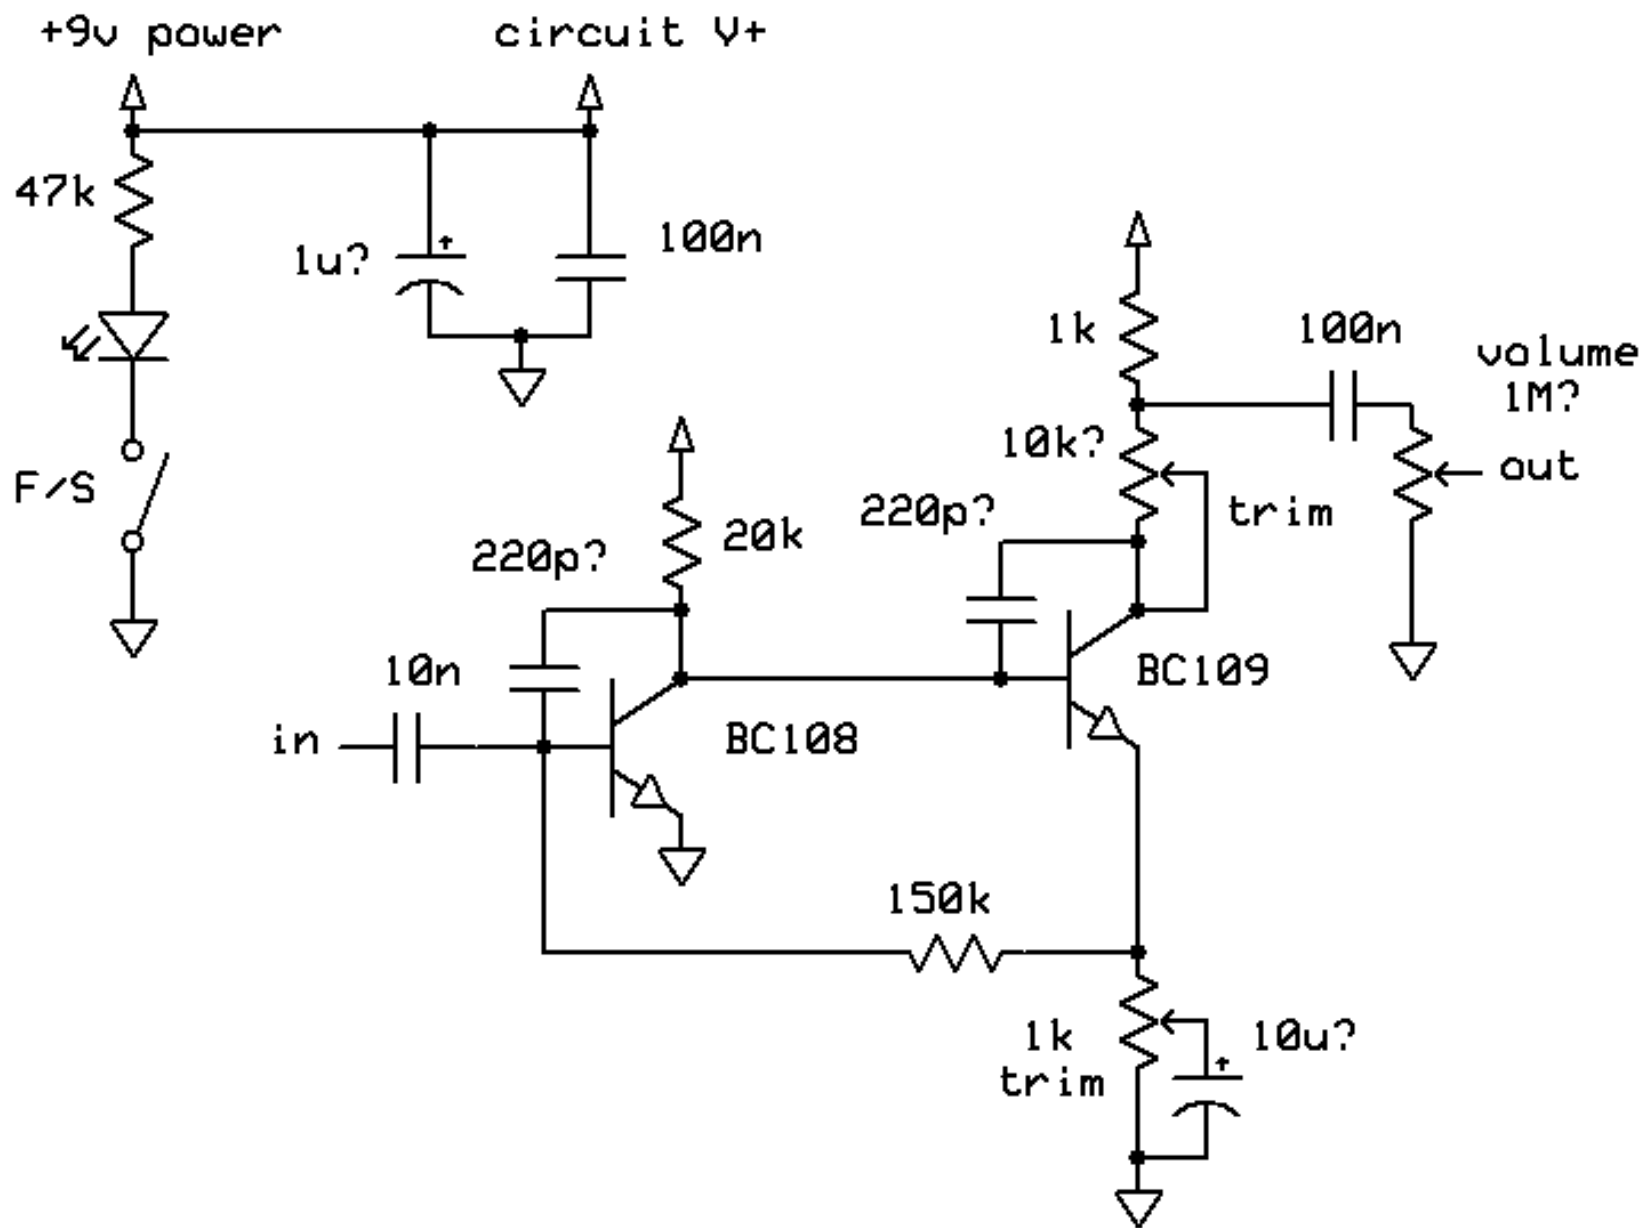 +9v power
circuit V+
47k
1u?
+
100n
F/S
1k
100n
volume
1M?
10k?
out
trim
220p?
220p?
20k
10n
BC109
in
BC108
150k
1k
trim
10u?
+